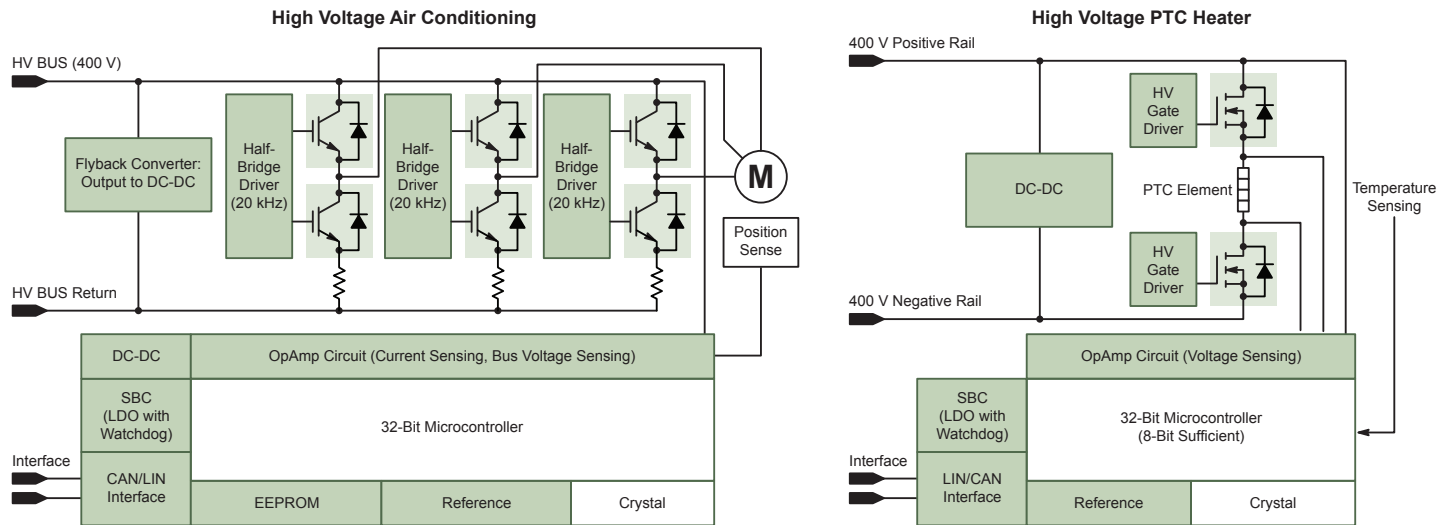 High Voltage Air Conditioning
HV BUS (400 V)
Flyback Converter:
Output to DC-DC
Half-
Bridge
Driver
(20 kHz)
Half-
Bridge
Driver
(20 kHz)
Half-
Bridge
Driver
(20 kHz)
M
Position
Sense
HV BUS Return
DC-DC
OpAmp Circuit (Current Sensing, Bus Voltage Sensing)
SBC
(LDO with
Watchdog)
32-Bit Microcontroller
Interface
CAN/LIN
Interface
EEPROM
Reference
Crystal
High Voltage PTC Heater
400 V Positive Rail
HV
Gate
Driver
DC-DC
PTC Element
Temperature
Sensing
HV
Gate
Driver
400 V Negative Rail
OpAmp Circuit (Voltage Sensing)
SBC
(LDO with
Watchdog)
32-Bit Microcontroller
(8-Bit Sufficient)
Interface
LIN/CAN
Interface
Reference
Crystal